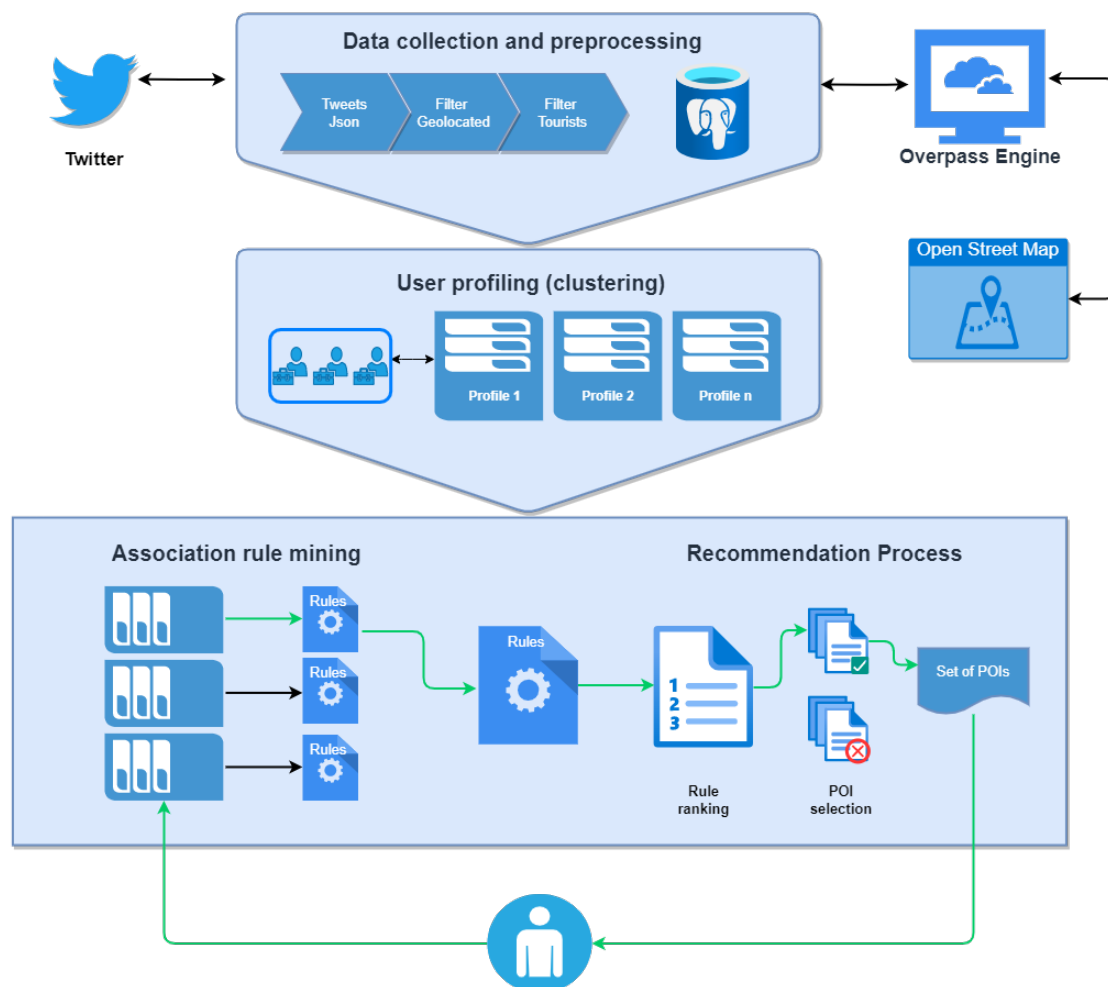 Data collection and preprocessing
Tweets
Json
Filter
Geolocated
Filter
Tourists
Twitter
Overpass Engine
Open Street Map
User profiling (clustering)
Profile 1
Profile 2
Profile n
Association rule mining
Recommendation Process
Rules
Rules
Rules
Rules
1
2
3
Set of POIs
Rule
ranking
POI
selection